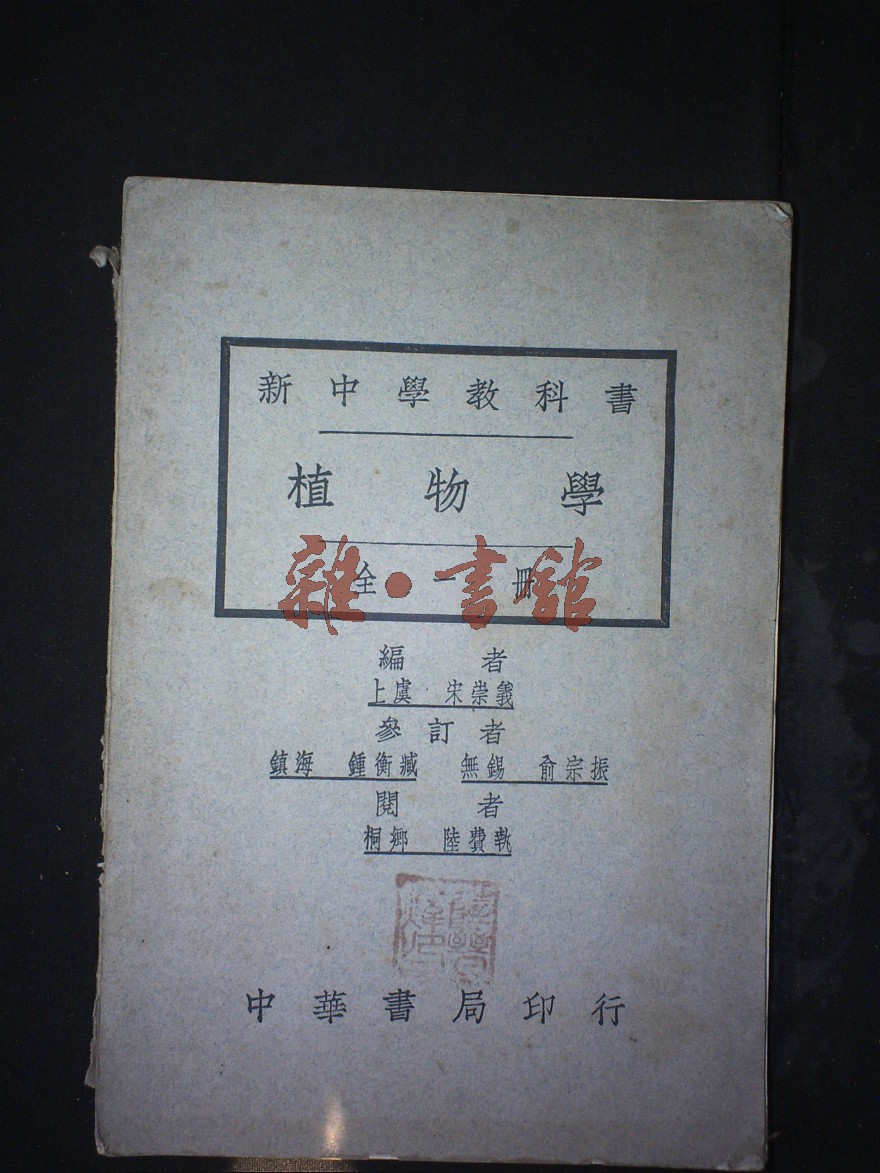 新中學教科書
植物學
全一冊
雜·書館
編者
上虞 宋崇義
參訂者
鎮海 鍾衡臧 無錫 俞宗振
閱者
桐鄉 陸費執
中華書局印行